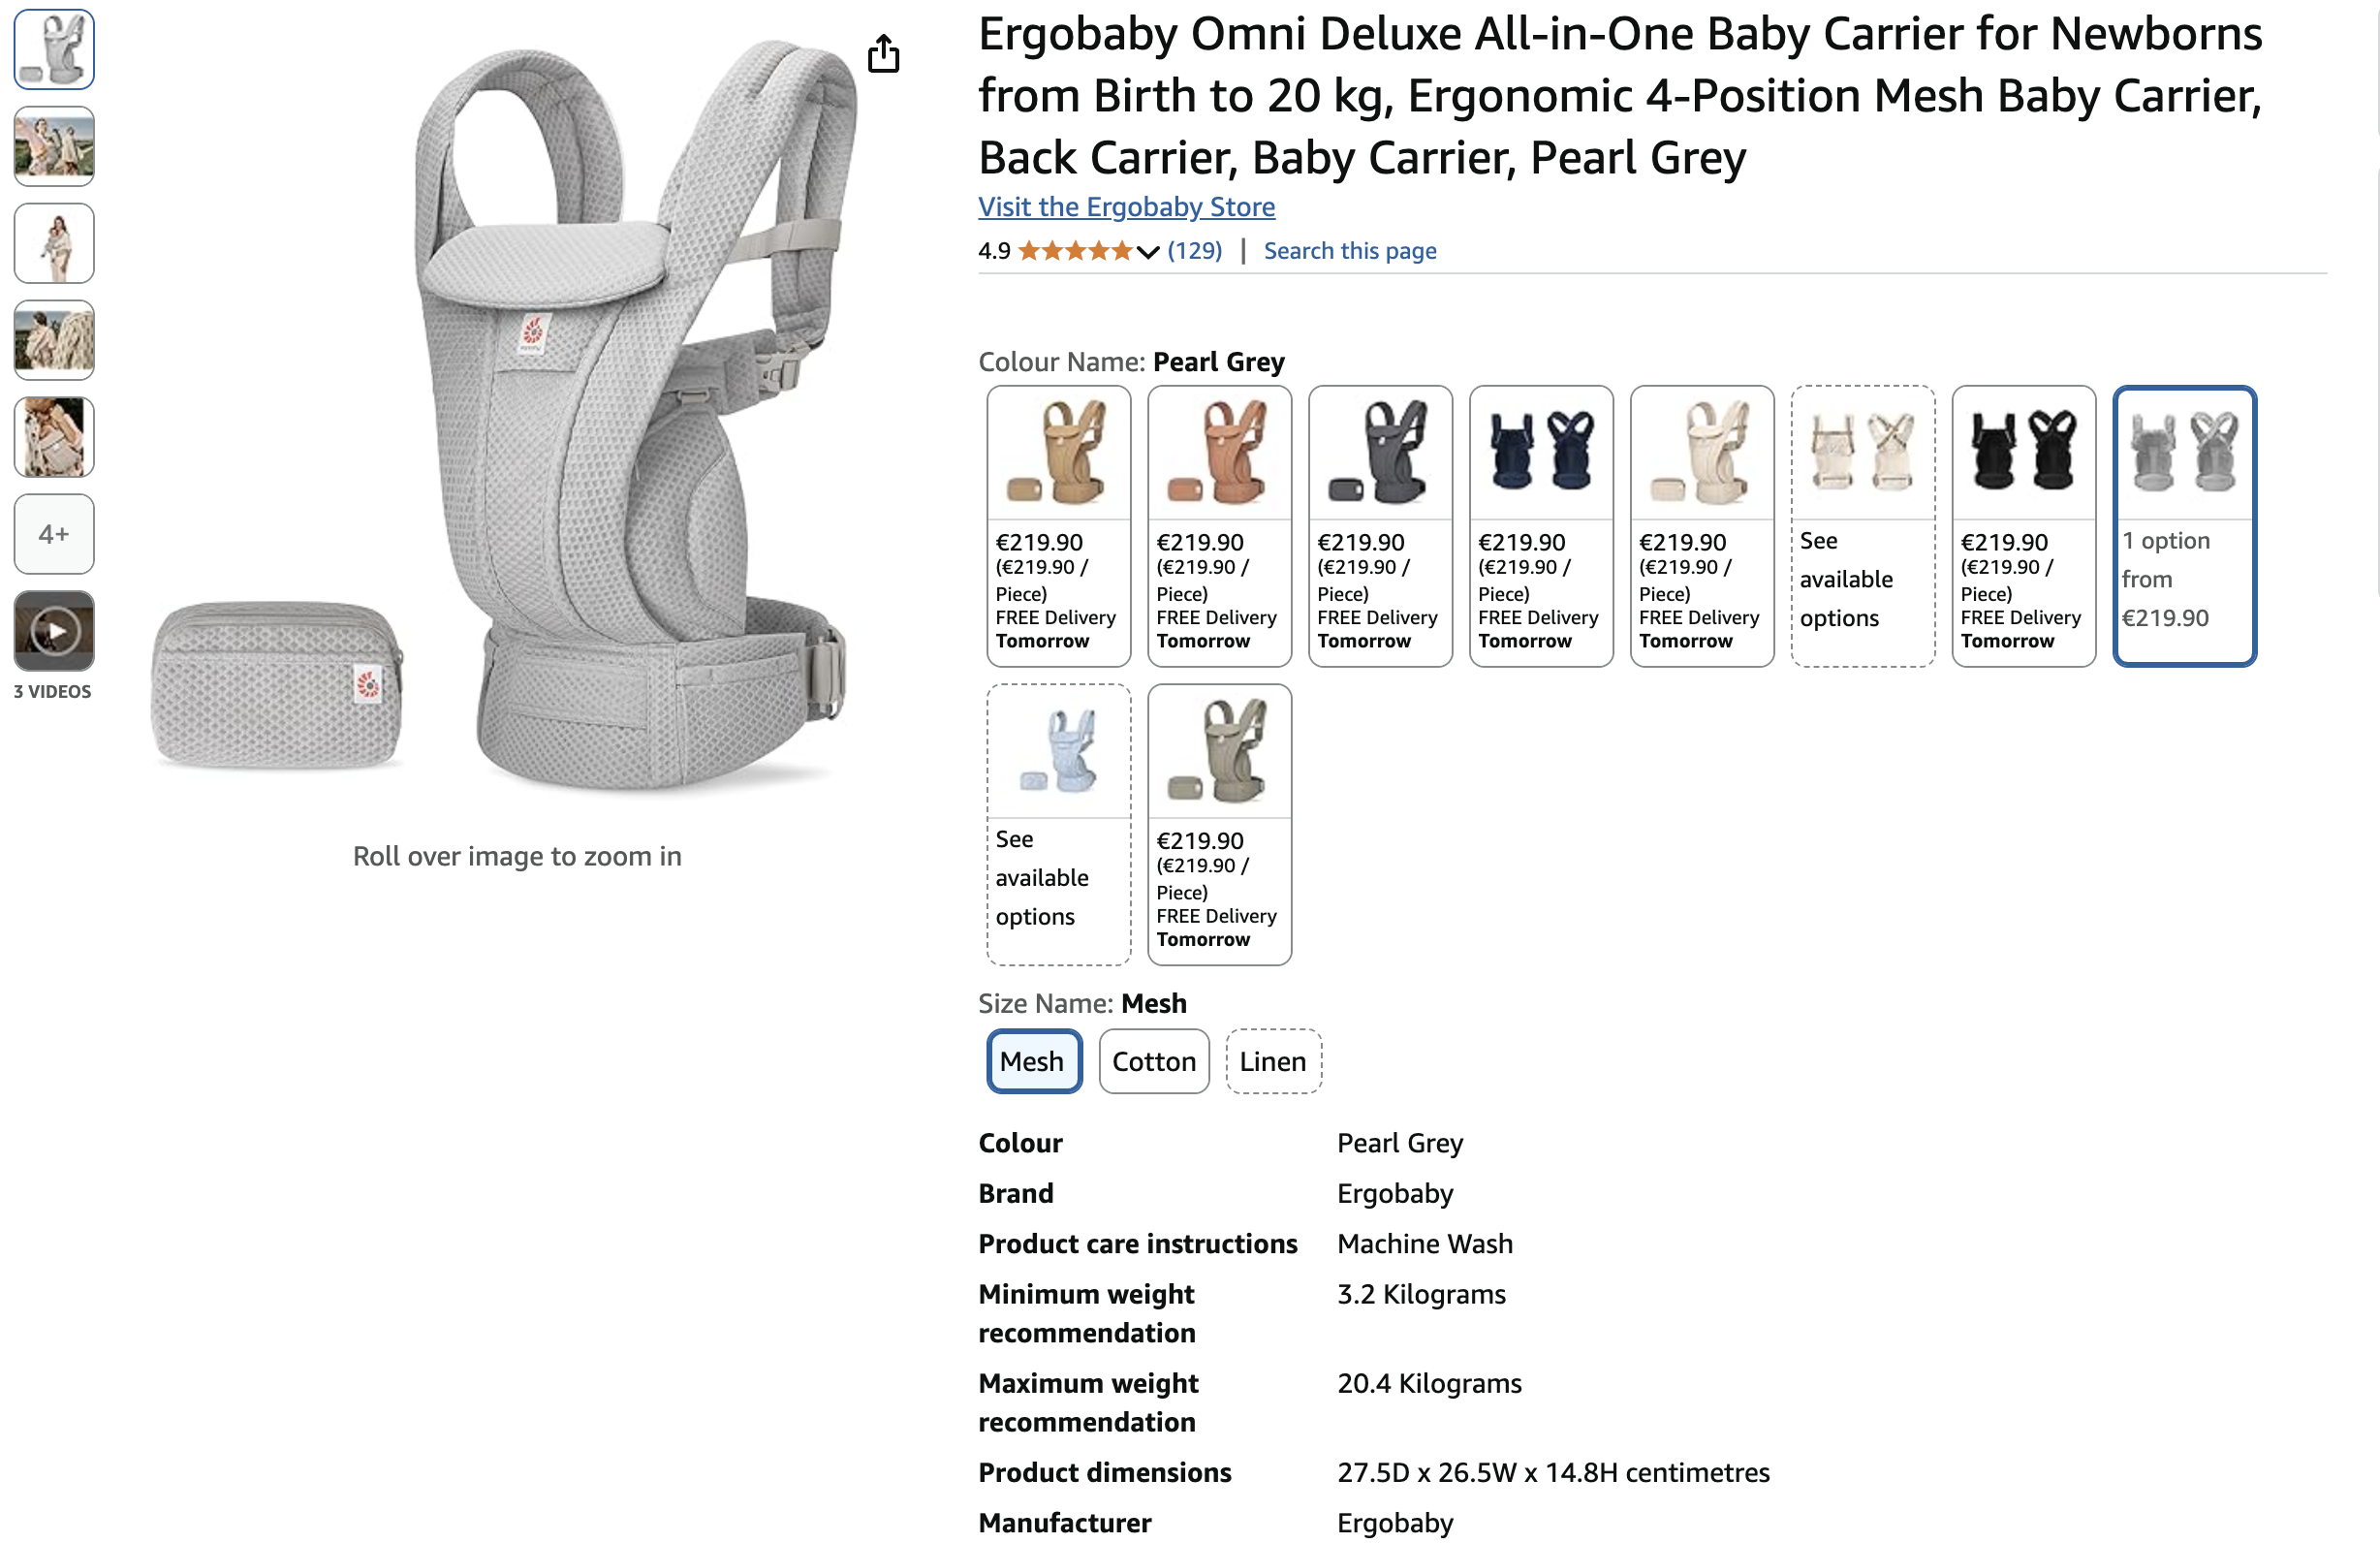 Ergobaby Omni Deluxe All-in-One Baby Carrier for Newborns
from Birth to 20 kg, Ergonomic 4-Position Mesh Baby Carrier,
Back Carrier, Baby Carrier, Pearl Grey
Visit the Ergobaby Store
4.9 (129) | Search this page
4+
3 VIDEOS
Roll over image to zoom in
Colour Name: Pearl Grey
€219.90
(€219.90 /
Piece)
FREE Delivery
Tomorrow
€219.90
(€219.90 /
Piece)
FREE Delivery
Tomorrow
€219.90
(€219.90 /
Piece)
FREE Delivery
Tomorrow
€219.90
(€219.90 /
Piece)
FREE Delivery
Tomorrow
€219.90
(€219.90 /
Piece)
FREE Delivery
Tomorrow
See
available
options
€219.90
(€219.90 /
Piece)
FREE Delivery
Tomorrow
1 option
from
€219.90
See
available
options
€219.90
(€219.90 /
Piece)
FREE Delivery
Tomorrow
Size Name: Mesh
Mesh
Cotton
Linen
Colour Pearl Grey
Brand Ergobaby
Product care instructions Machine Wash
Minimum weight 3.2 Kilograms
recommendation
Maximum weight 20.4 Kilograms
recommendation
Product dimensions 27.5D x 26.5W x 14.8H centimetres
Manufacturer Ergobaby